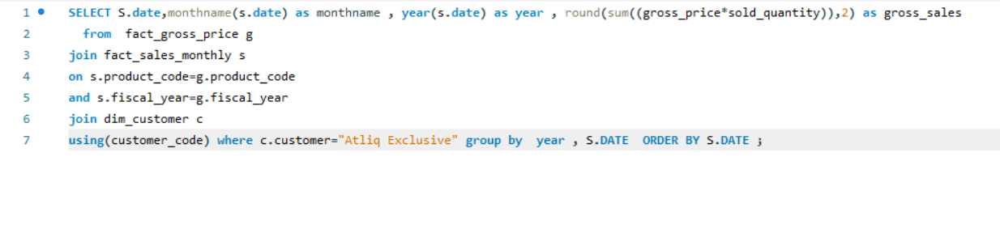 1 SELECT S.date,monthname(s.date) as monthname , year(s.date) as year , round(sum((gross_price*sold_quantity)),2) as gross_sales
2 from fact_gross_price g
3 join fact_sales_monthly s
4 on s.product_code=g.product_code
5 and s.fiscal_year=g.fiscal_year
6 join dim_customer c
7 using(customer_code) where c.customer="Atliq Exclusive" group by year , S.DATE ORDER BY S.DATE ;